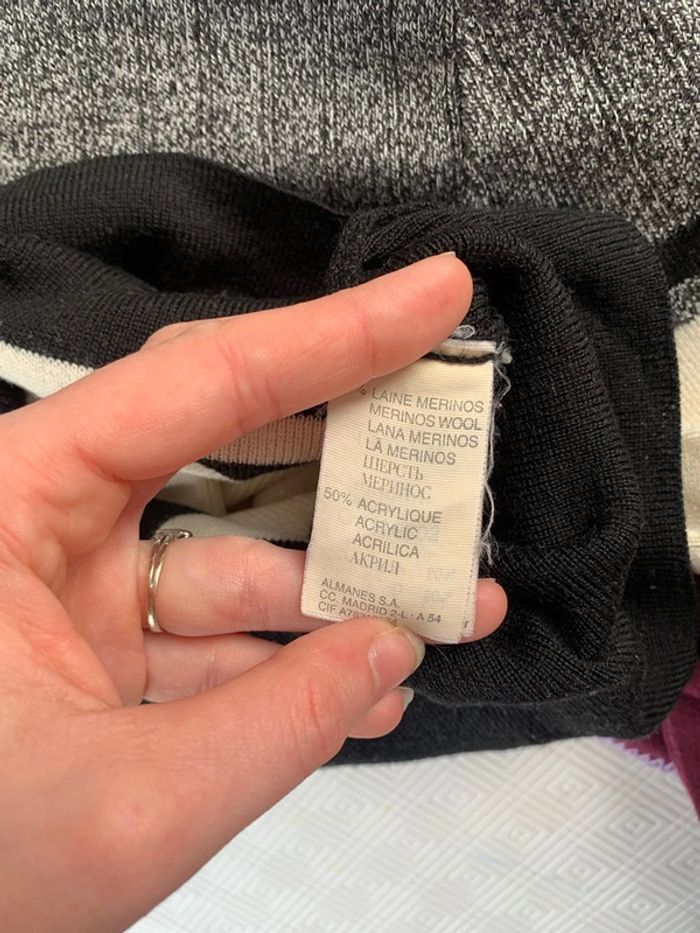 % LAINE MERINOS
MERINOS WOOL
LANA MERINOS
LÃ MERINOS
ШЕРСТЬ
МЕРИНОС
50% ACRYLIQUE
ACRYLIC
ACRILICA
АКРИЛ
ALMANES S.A.
CC. MADRID 2-L : A 54
CIF